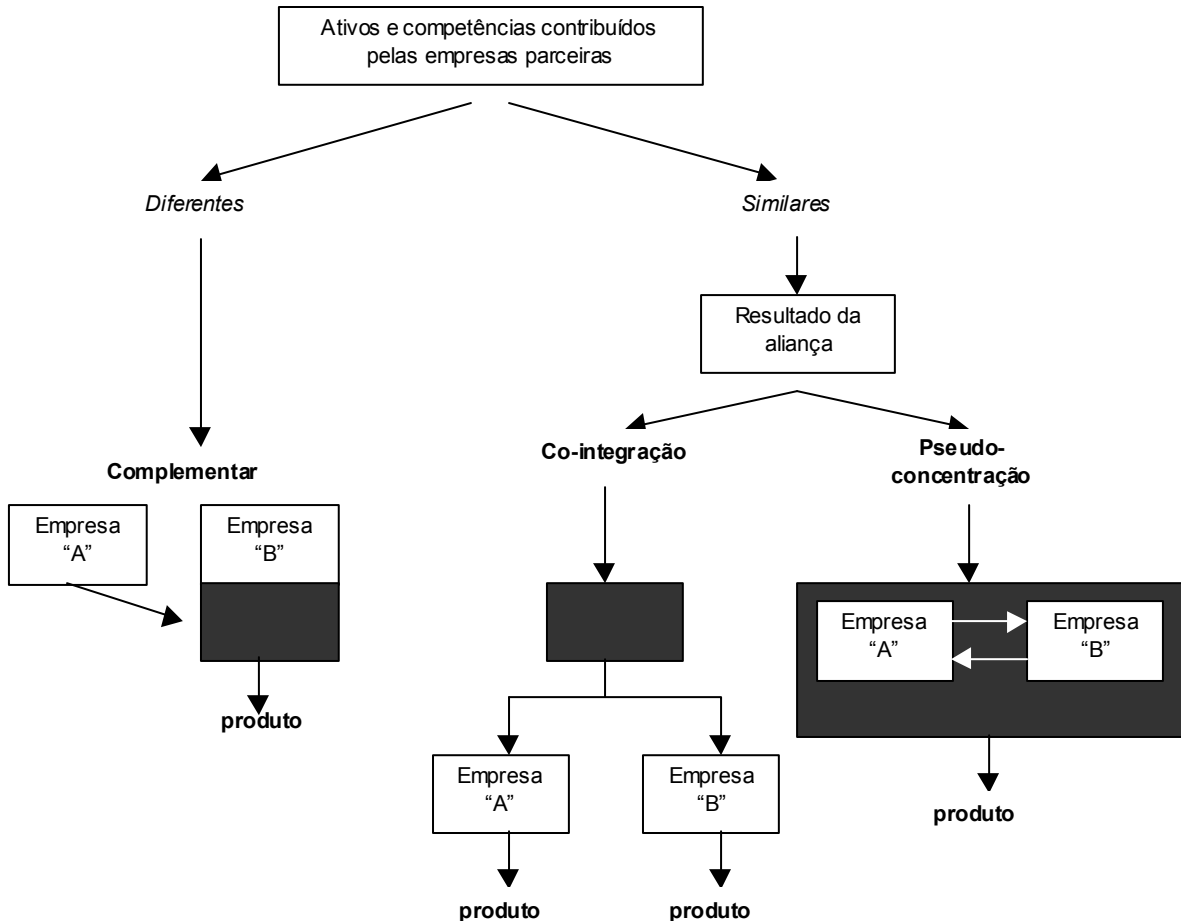 Ativos e competências contribuídos
pelas empresas parceiras
Diferentes
Similares
Resultado da
aliança
Complementar
Co-integração
Pseudo-
concentração
Empresa
“A”
Empresa
“B”
Empresa
“A”
Empresa
“B”
produto
Empresa
“A”
Empresa
“B”
produto
produto
produto